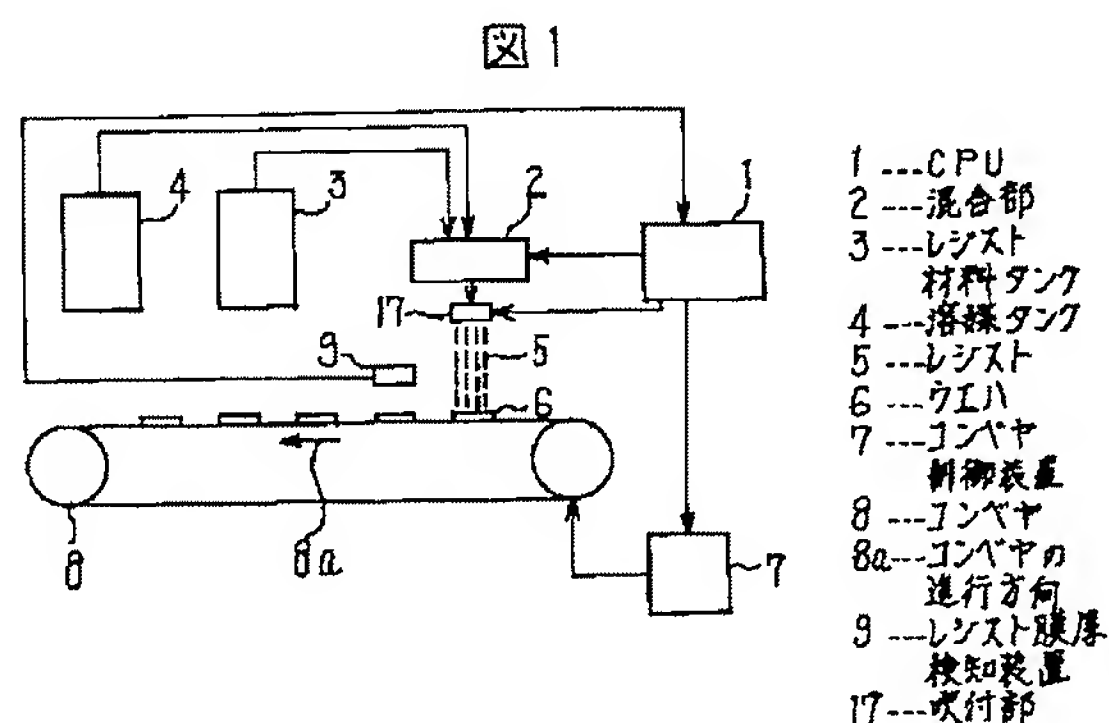 図1
4
3
2
1
17
9
5
6
8
8a
7
1 ---CPU
2 ---混合部
3 ---レジスト
材料タンク
4 ---溶媒タンク
5 ---レジスト
6 ---ウエハ
7 ---コンベヤ
制御装置
8 ---コンベヤ
8a---コンベヤの
進行方向
9 ---レジスト膜厚
検知装置
17---吹付部